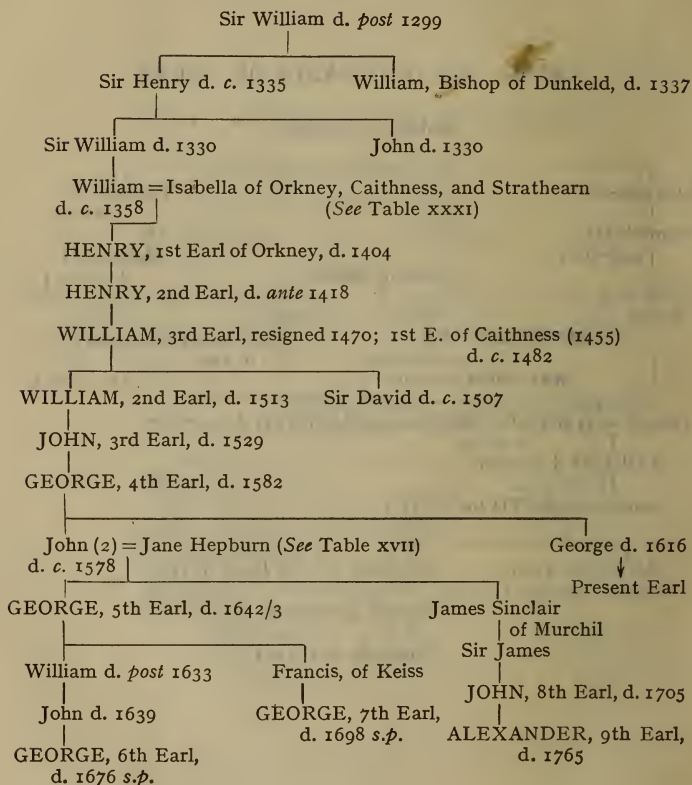 Sir William d. post 1299
Sir Henry d. c. 1335 William, Bishop of Dunkeld, d. 1337
Sir William d. 1330 John d. 1330
William = Isabella of Orkney, Caithness, and Strathearn
d. c. 1358 (See Table xxxi)
HENRY, 1st Earl of Orkney, d. 1404
HENRY, 2nd Earl, d. ante 1418
WILLIAM, 3rd Earl, resigned 1470; 1st E. of Caithness (1455)
d. c. 1482
WILLIAM, 2nd Earl, d. 1513 Sir David d. c. 1507
JOHN, 3rd Earl, d. 1529
GEORGE, 4th Earl, d. 1582
John (2) = Jane Hepburn (See Table xvii) George d. 1616
d. c. 1578 Present Earl
GEORGE, 5th Earl, d. 1642/3 James Sinclair
of Murchil
William d. post 1633 Francis, of Keiss Sir James
John d. 1639 GEORGE, 7th Earl, JOHN, 8th Earl, d. 1705
d. 1698 s.p. ALEXANDER, 9th Earl,
GEORGE, 6th Earl, d. 1765
d. 1676 s.p.